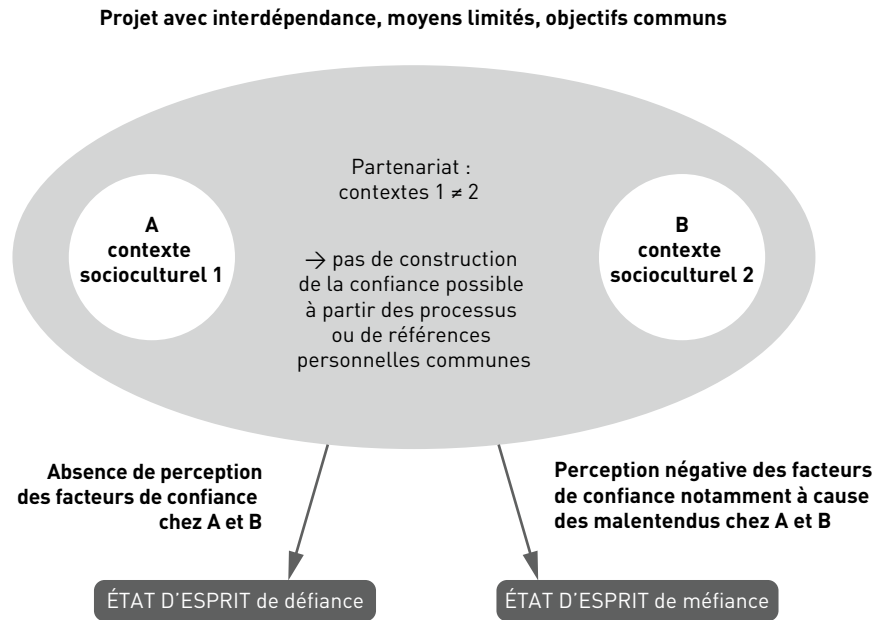 Projet avec interdépendance, moyens limités, objectifs communs
Partenariat :
contextes 1 ≠ 2
A
contexte
socioculturel 1
→ pas de construction
de la confiance possible
à partir des processus
ou de références
personnelles communes
B
contexte
socioculturel 2
Absence de perception
des facteurs de confiance
chez A et B
Perception négative des facteurs
de confiance notamment à cause
des malentendus chez A et B
ÉTAT D'ESPRIT de défiance
ÉTAT D'ESPRIT de méfiance